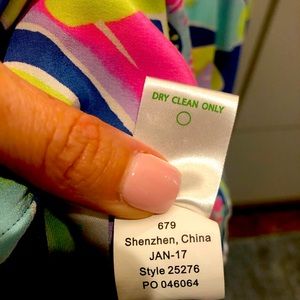 DRY CLEAN ONLY
679
Shenzhen, China
JAN-17
Style 25276
PO 046064